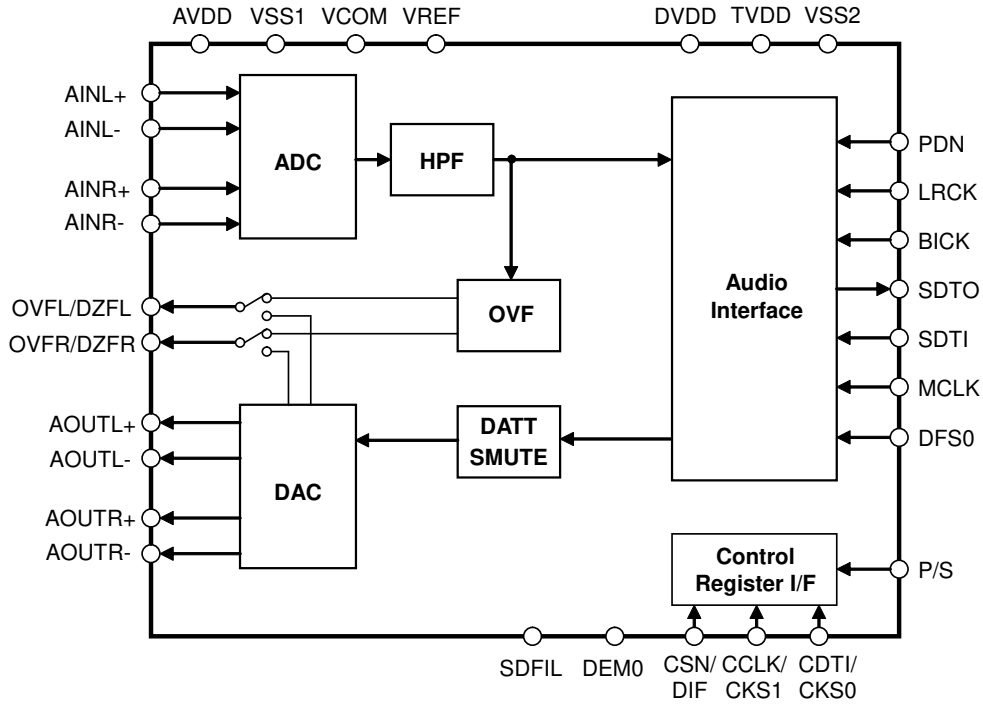 AVDD VSS1 VCOM VREF DVDD TVDD VSS2
AINL+
AINL-
AINR+
AINR-
ADC
HPF
OVF
OVFL/DZFL
OVFR/DZFR
Audio
Interface
PDN
LRCK
BICK
SDTO
SDTI
MCLK
DFS0
AOUTL+
AOUTL-
AOUTR+
AOUTR-
DAC
DATT
SMUTE
Control
Register I/F
P/S
SDFIL
DEM0
CSN/
DIF
CCLK/
CKS1
CDTI/
CKS0